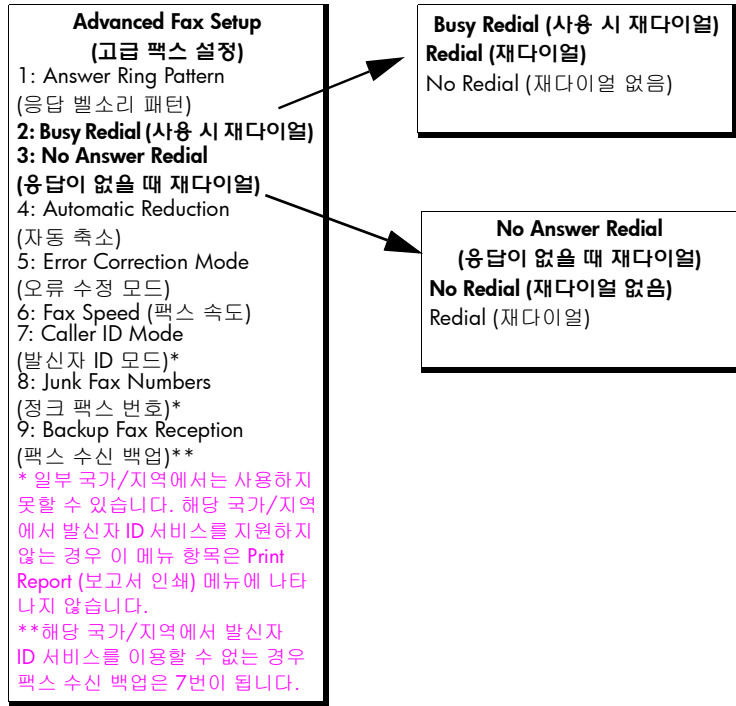 Advanced Fax Setup
(고급 팩스 설정)
1: Answer Ring Pattern
(응답 벨소리 패턴)
2: Busy Redial (사용 시 재다이얼)
3: No Answer Redial
(응답이 없을 때 재다이얼)
4: Automatic Reduction
(자동 축소)
5: Error Correction Mode
(오류 수정 모드)
6: Fax Speed (팩스 속도)
7: Caller ID Mode
(발신자 ID 모드)*
8: Junk Fax Numbers
(정크 팩스 번호)*
9: Backup Fax Reception
(팩스 수신 백업)**
* 일부 국가/지역에서는 사용하지
못할 수 있습니다. 해당 국가/지역
에서 발신자 ID 서비스를 지원하지
않는 경우 이 메뉴 항목은 Print
Report (보고서 인쇄) 메뉴에 나타
나지 않습니다.
**해당 국가/지역에서 발신자
ID 서비스를 이용할 수 없는 경우
팩스 수신 백업은 7번이 됩니다.
Busy Redial (사용 시 재다이얼)
Redial (재다이얼)
No Redial (재다이얼 없음)
No Answer Redial
(응답이 없을 때 재다이얼)
No Redial (재다이얼 없음)
Redial (재다이얼)